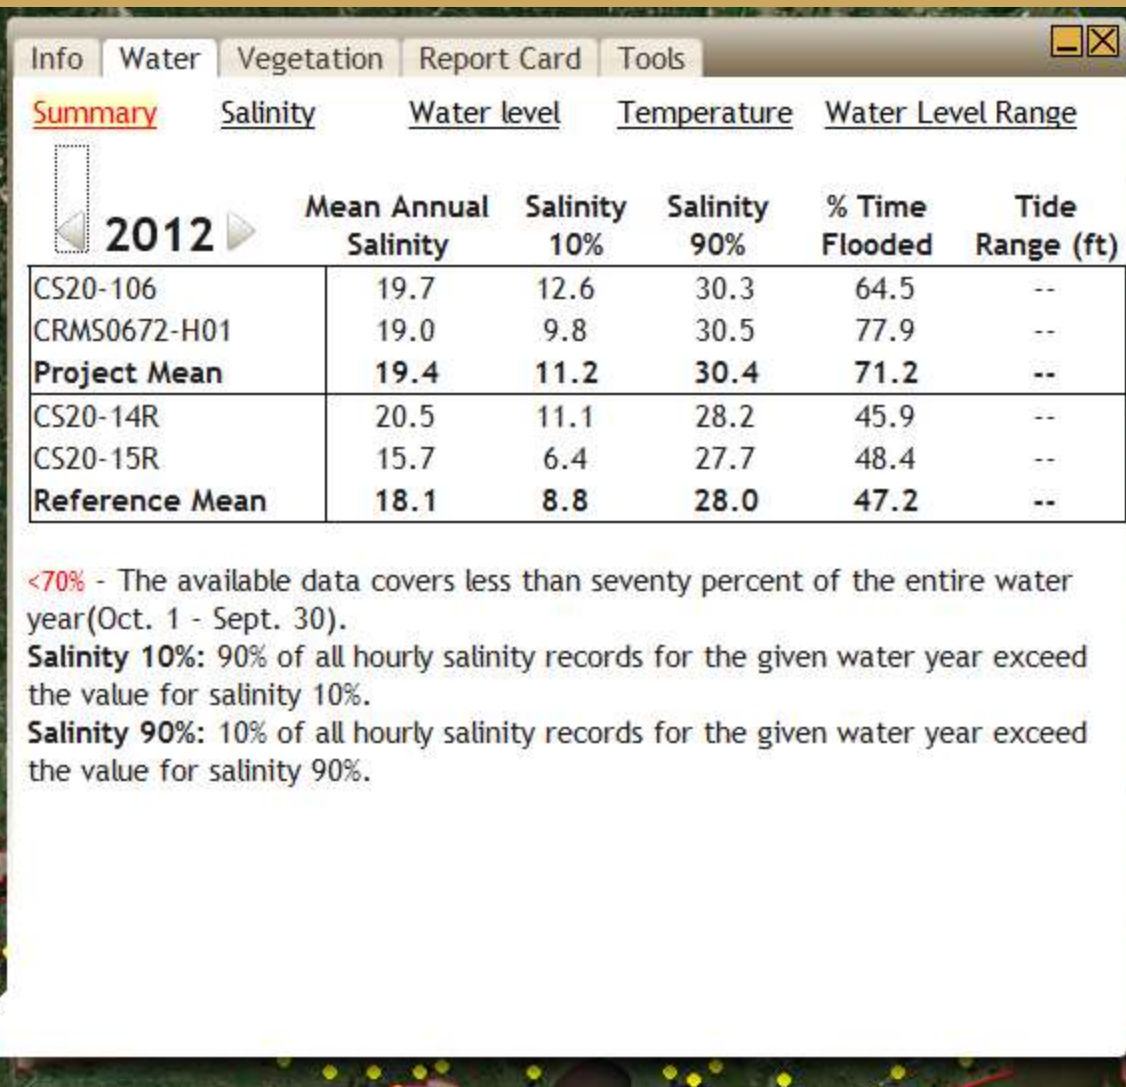 Info Water Vegetation Report Card Tools
Summary Salinity Water level Temperature Water Level Range
2012 Mean Annual Salinity Salinity 10% Salinity 90% % Time Flooded Tide Range (ft)
CS20-106 19.7 12.6 30.3 64.5 --
CRMS0672-H01 19.0 9.8 30.5 77.9 --
Project Mean 19.4 11.2 30.4 71.2 --
CS20-14R 20.5 11.1 28.2 45.9 --
CS20-15R 15.7 6.4 27.7 48.4 --
Reference Mean 18.1 8.8 28.0 47.2 --
<70% - The available data covers less than seventy percent of the entire water
year(Oct. 1 - Sept. 30).
Salinity 10%: 90% of all hourly salinity records for the given water year exceed
the value for salinity 10%.
Salinity 90%: 10% of all hourly salinity records for the given water year exceed
the value for salinity 90%.